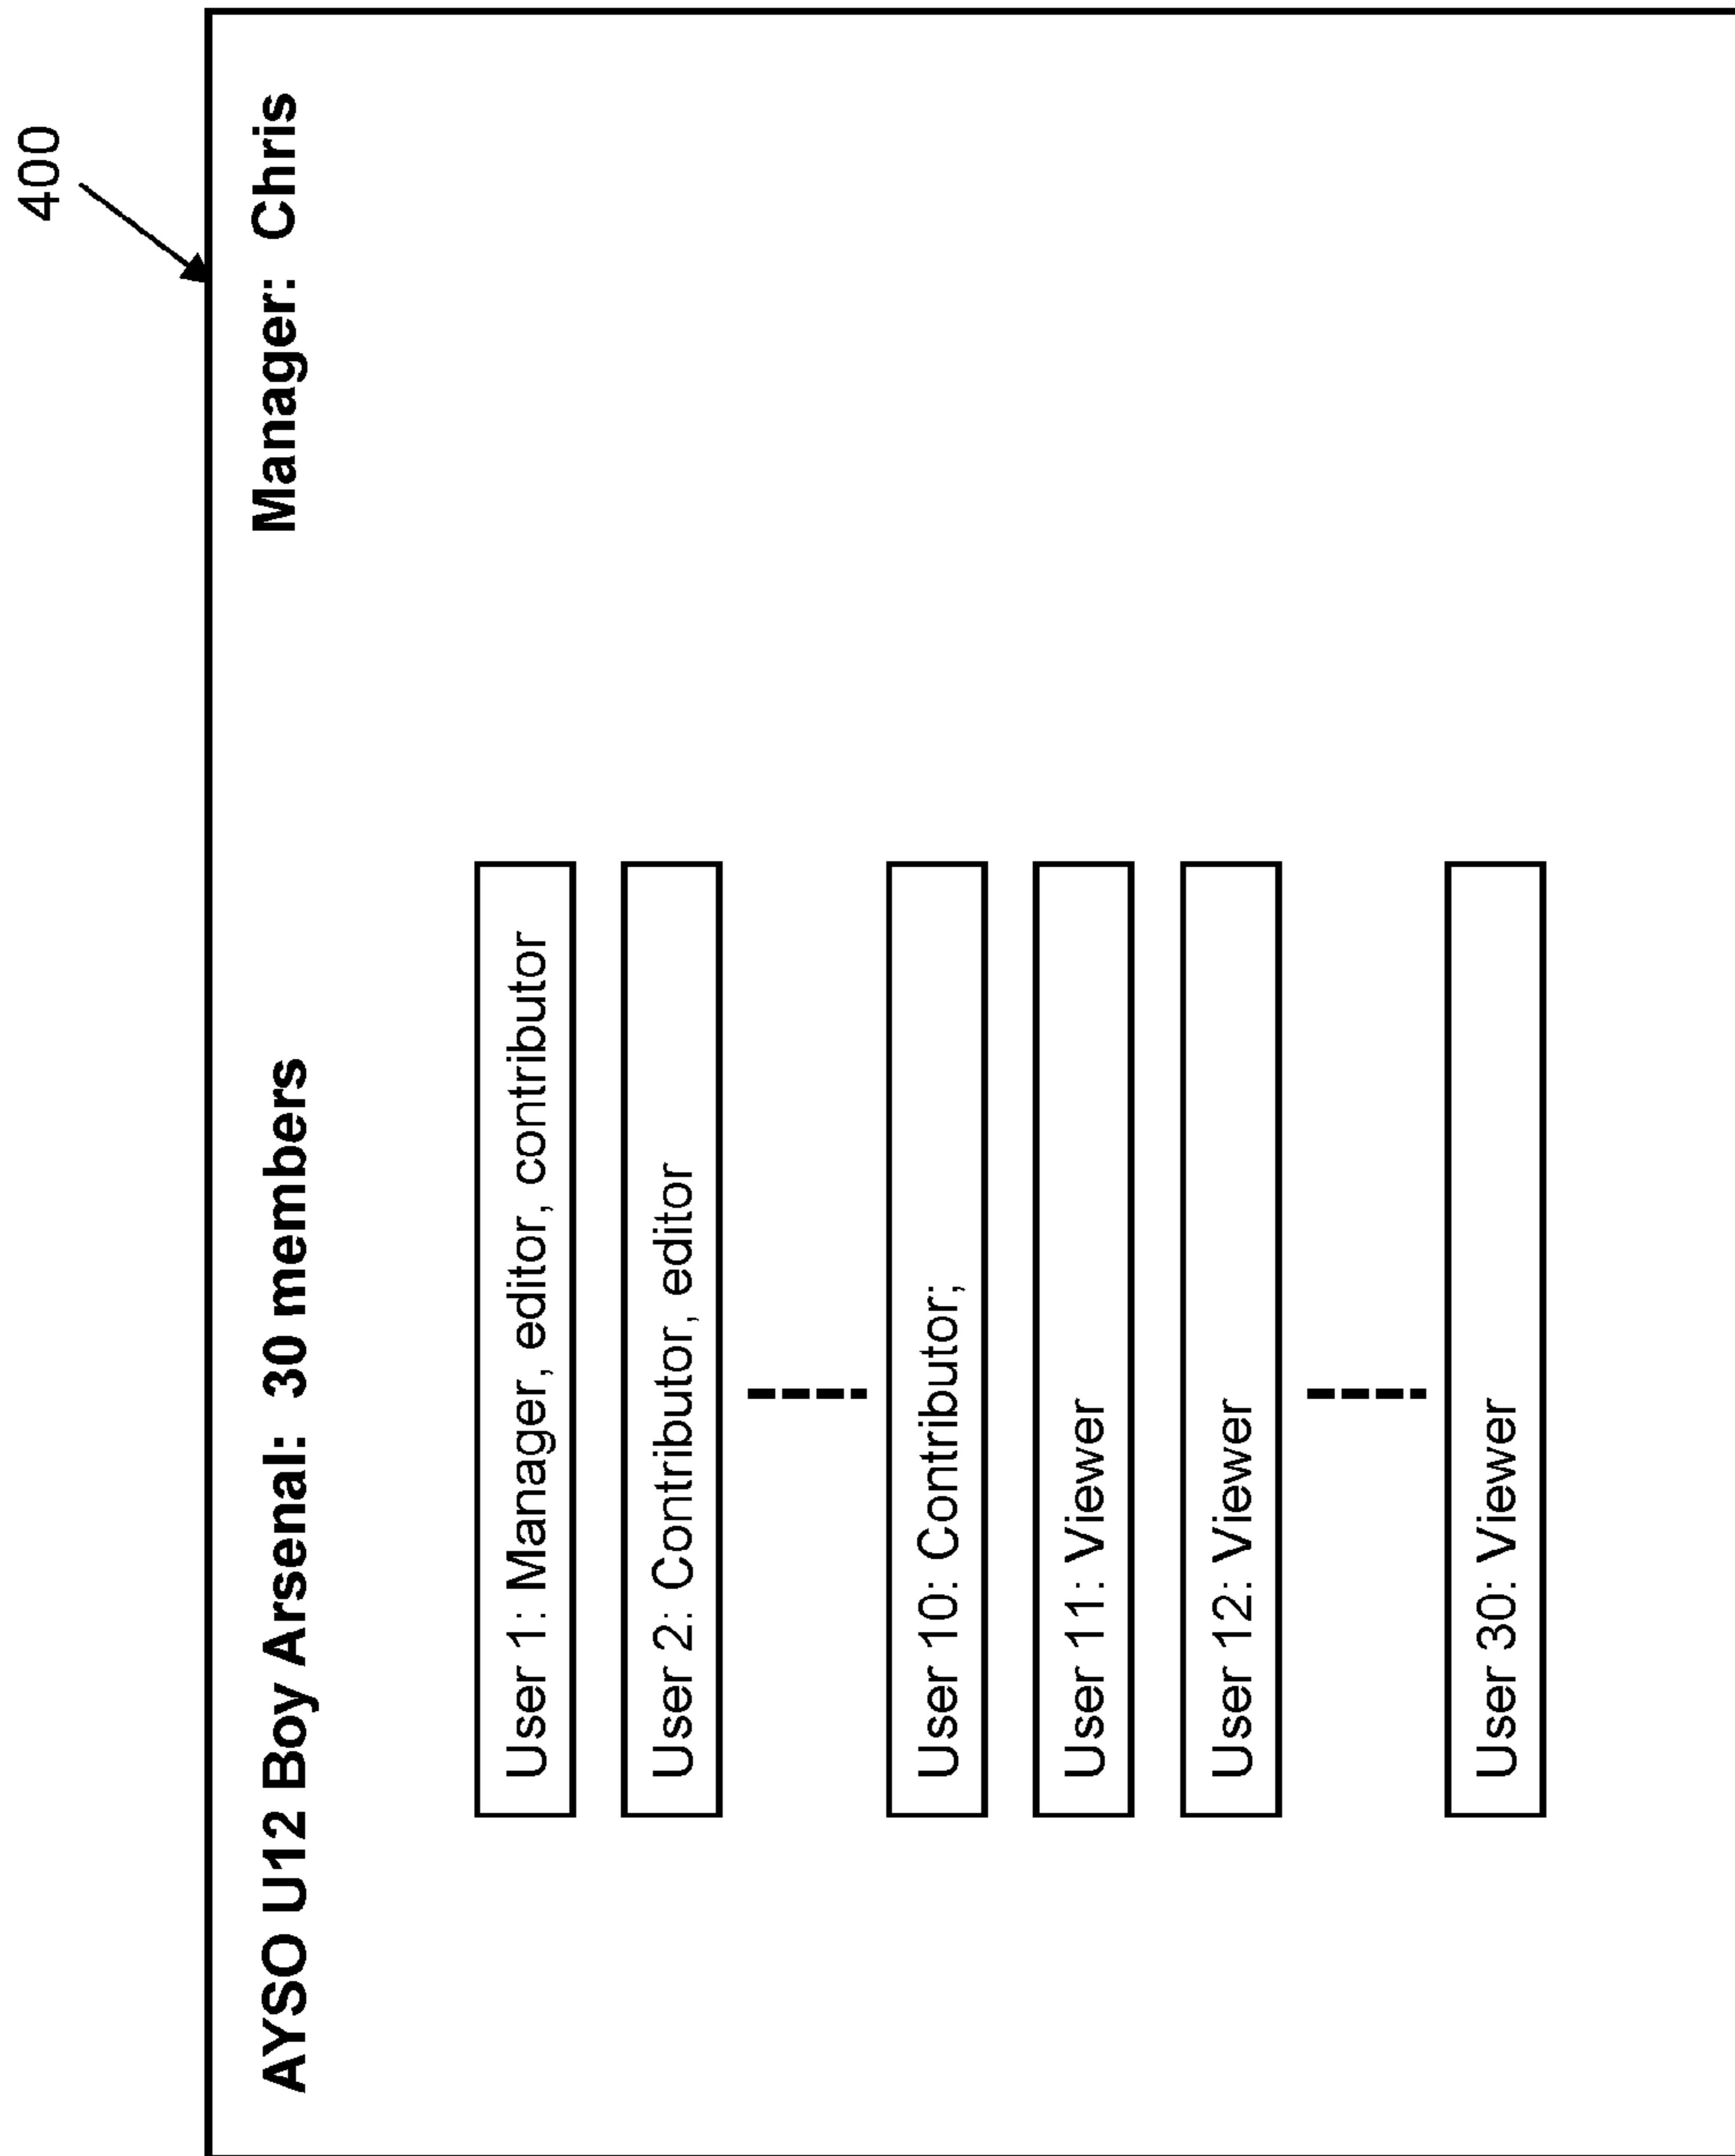 400
AYSO U12 Boy Arsenal:  30 members
Manager:  Chris
User 1: Manager, editor, contributor
User 2: Contributor, editor
User 10: Contributor;
User 11: Viewer
User 12: Viewer
User 30: Viewer